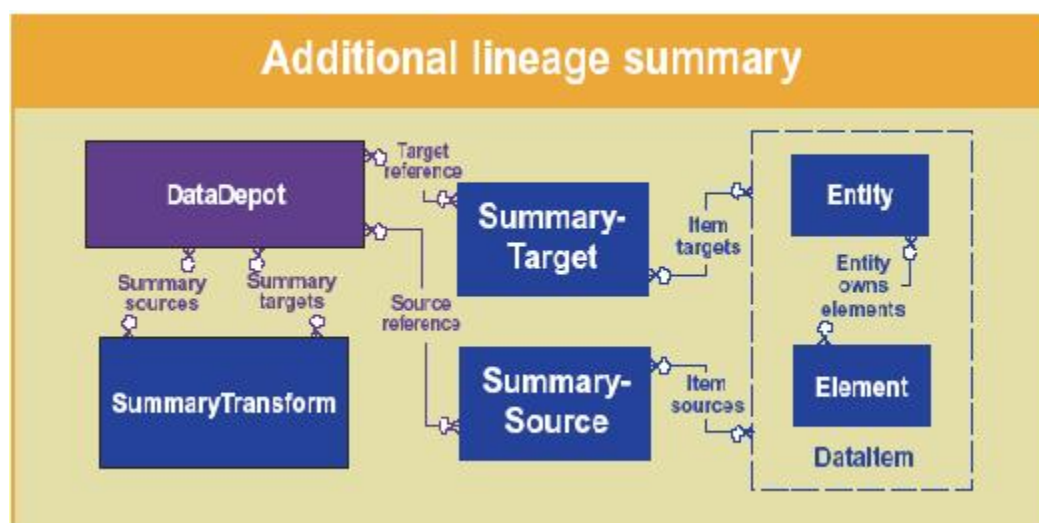 Additional lineage summary
DataDepot
Target
reference
Summary-
Target
Item
targets
Entity
Entity
owns
elements
Summary
sources
Summary
targets
Source
reference
SummaryTransform
Summary-
Source
Item
sources
Element
DataItem